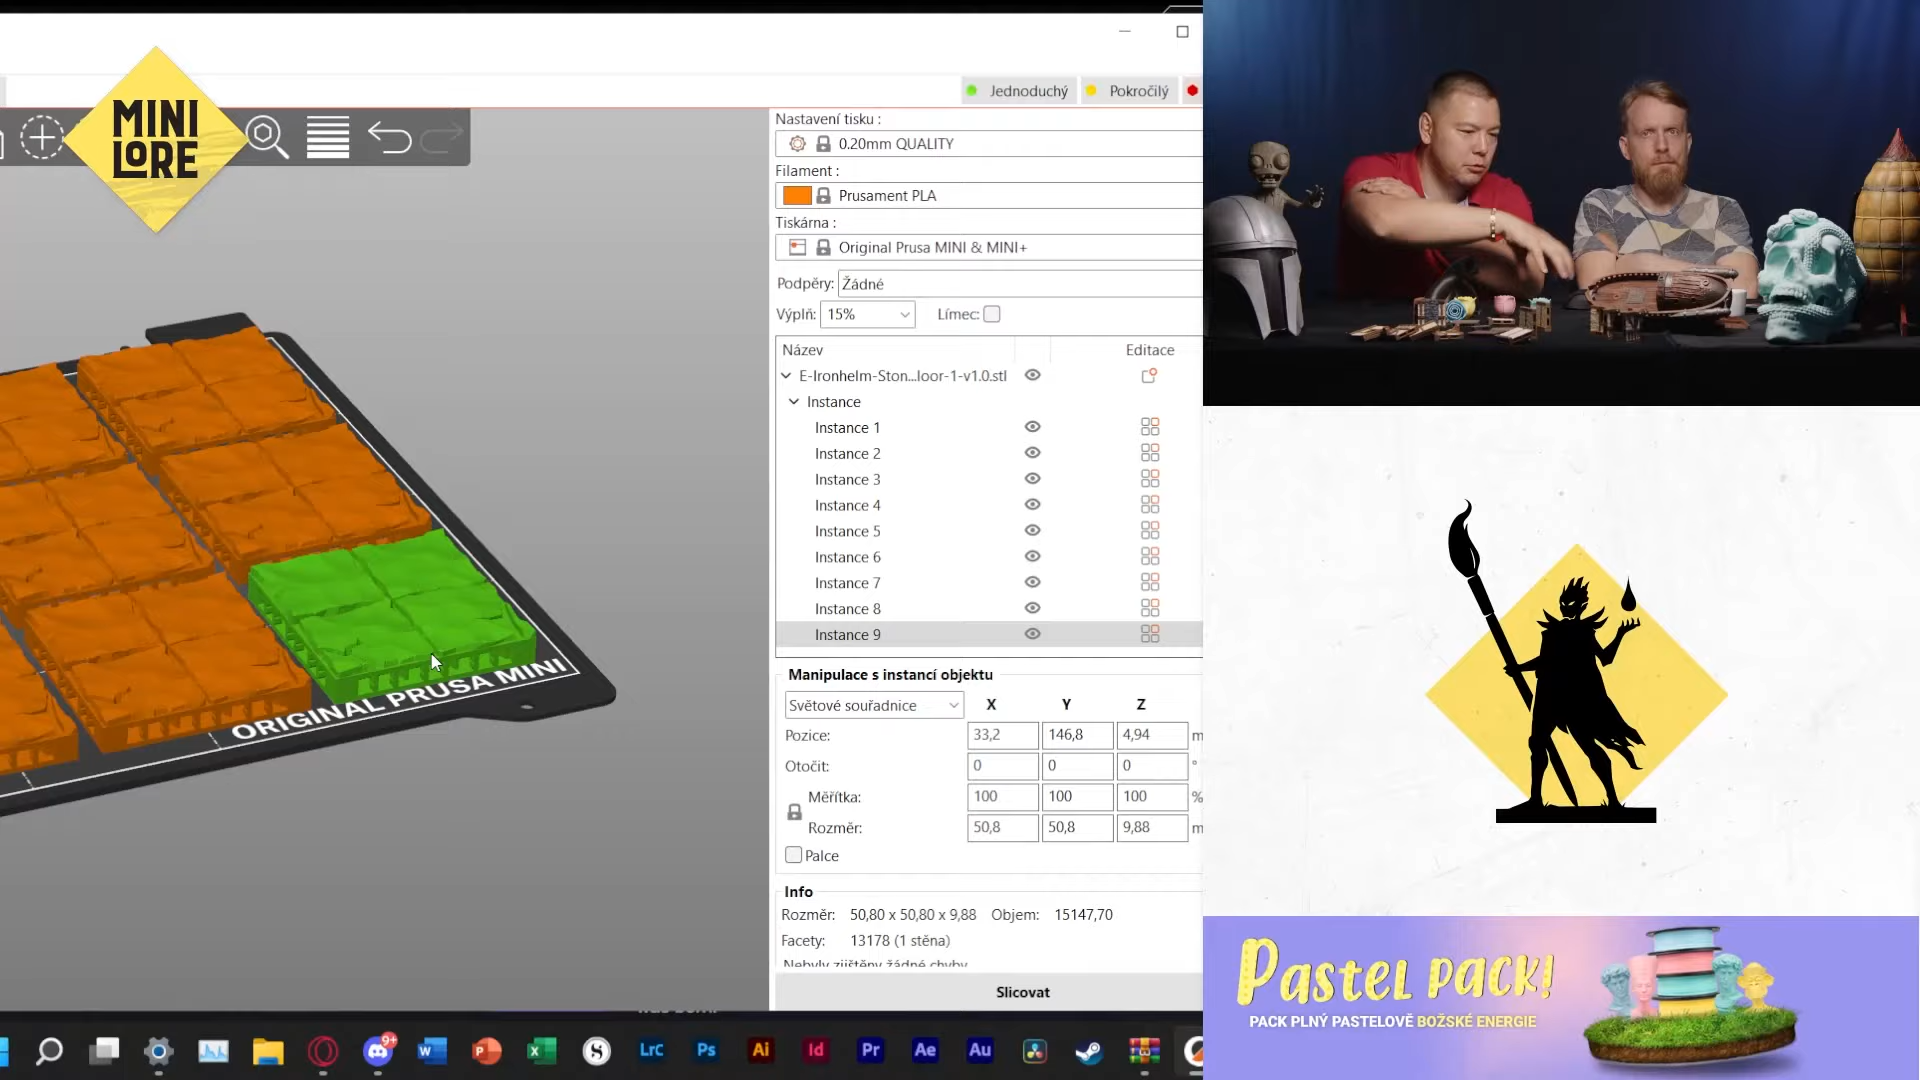 MINI
LORE
Jednoduchý
Pokročilý
Nastavení tisku :
0.20mm QUALITY
Filament :
Prusament PLA
Tiskárna :
Original Prusa MINI & MINI+
Podpěry: Žádné
Výplň: 15% Límec:
Název Editace
E-Ironhelm-Ston...loor-1-v1.0.stl
Instance
Instance 1
Instance 2
Instance 3
Instance 4
Instance 5
Instance 6
Instance 7
Instance 8
Instance 9
Manipulace s instancí objektu
Světové souřadnice X Y Z
Pozice: 33,2 146,8 4,94 m
Otočit: 0 0 0 °
Měřítka: 100 100 100 %
Rozměr: 50,8 50,8 9,88 m
Palce
Info
Rozměr: 50,80 x 50,80 x 9,88 Objem: 15147,70
Facety: 13178 (1 stěna)
Nebyly zjištěny žádné chyby
Slicovat
ORIGINAL PRUSA MINI
9+
W
P
X
S
LrC
Ps
Ai
Id
Pr
Ae
Au
Pastel pack!
PACK PLNÝ PASTELOVĚ BOŽSKÉ ENERGIE